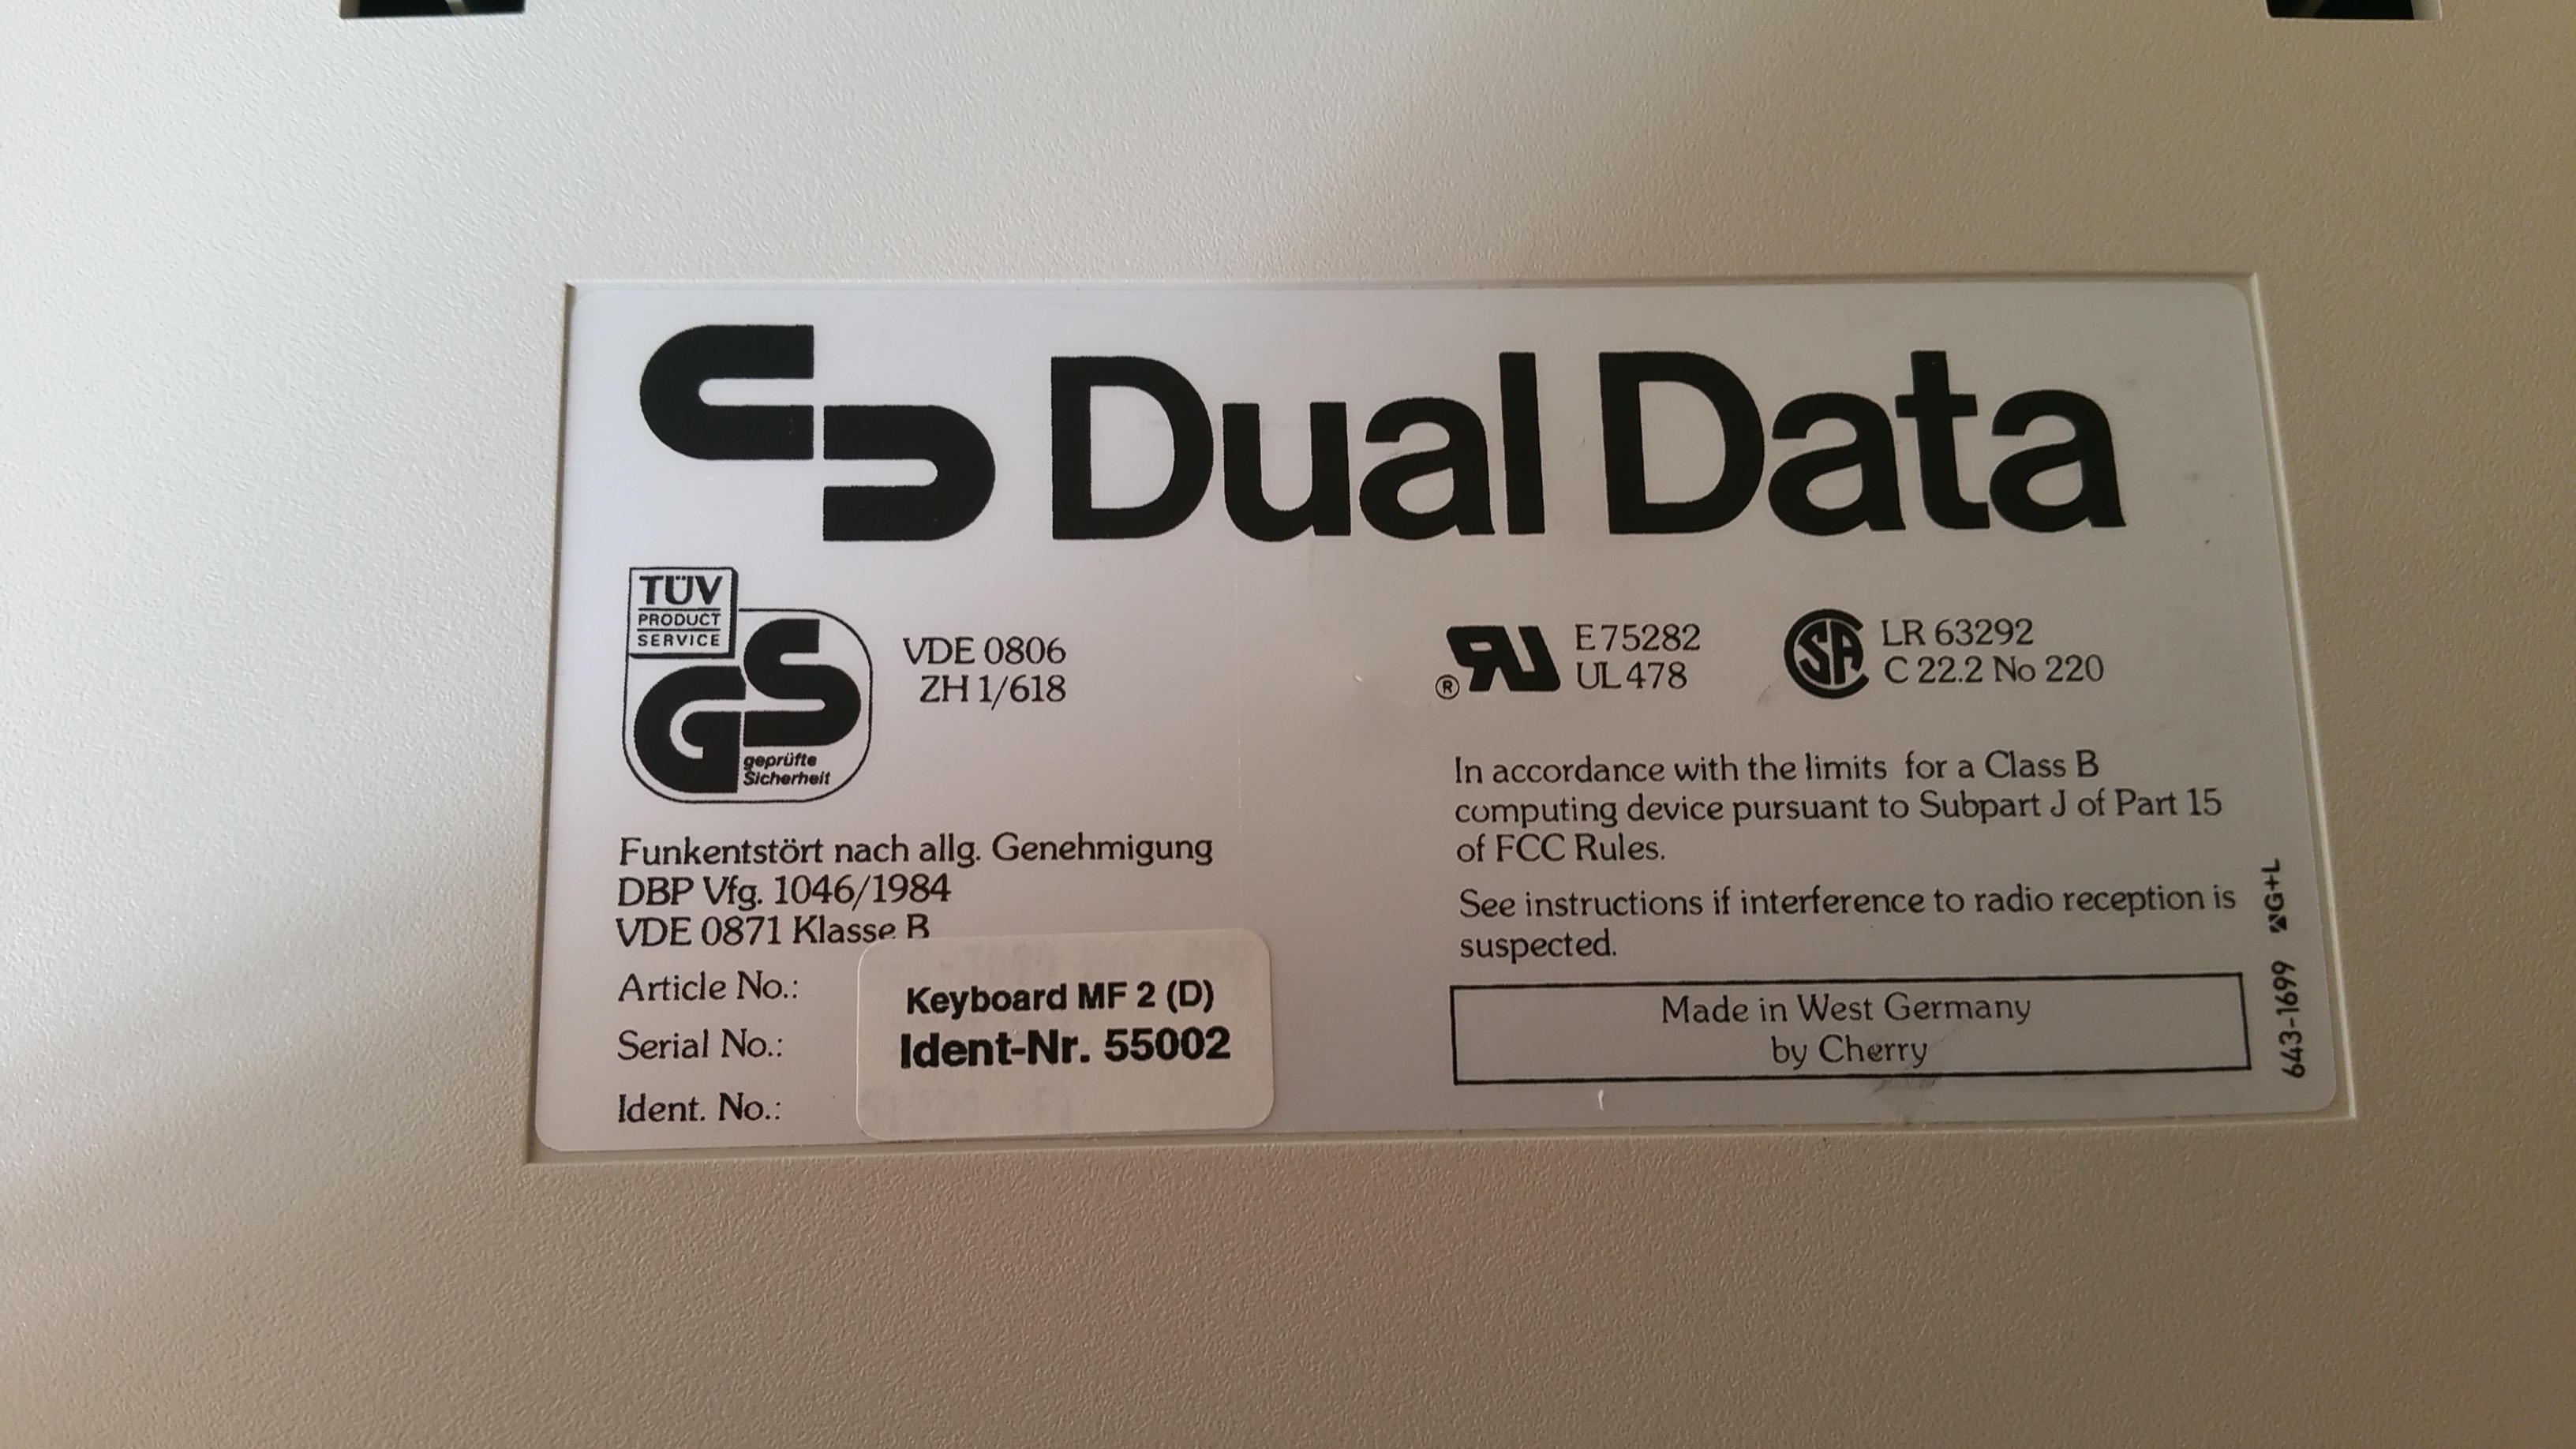 Dual Data
TÜV
PRODUCT
SERVICE
GS
geprüfte
Sicherheit
VDE 0806
ZH 1/618
Funkentstört nach allg. Genehmigung
DBP Vfg. 1046/1984
VDE 0871 Klasse B
Article No.:
Serial No.:
Ident. No.:
Keyboard MF 2 (D)
Ident-Nr. 55002
® RU
E 75282
UL 478
SA
LR 63292
C 22.2 No 220
In accordance with the limits for a Class B
computing device pursuant to Subpart J of Part 15
of FCC Rules.
See instructions if interference to radio reception is
suspected.
Made in West Germany
by Cherry
643-1699 G+L